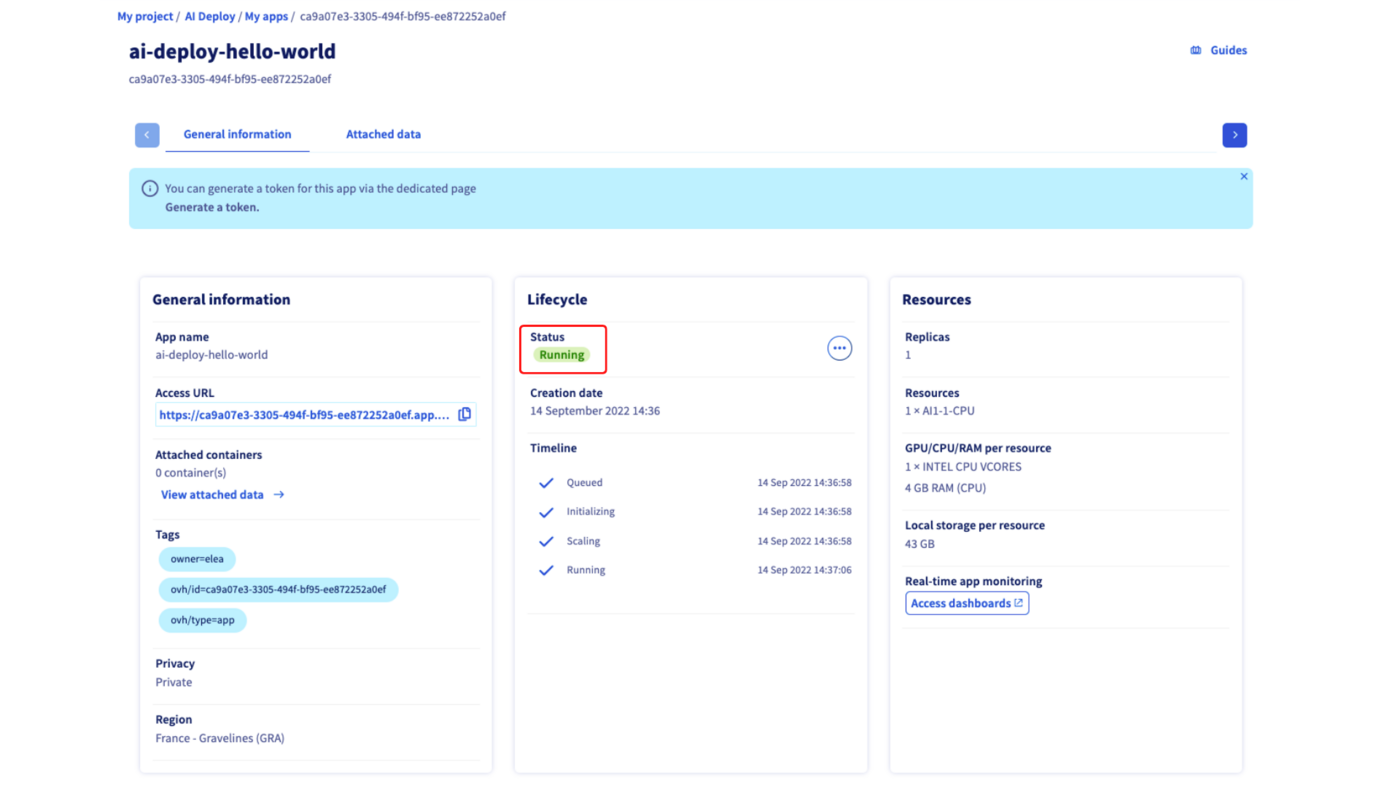 My project / AI Deploy / My apps / ca9a07e3-3305-494f-bf95-ee872252a0ef
ai-deploy-hello-world
Guides
ca9a07e3-3305-494f-bf95-ee872252a0ef
General information
Attached data
You can generate a token for this app via the dedicated page
Generate a token.
General information
App name
ai-deploy-hello-world
Access URL
https://ca9a07e3-3305-494f-bf95-ee872252a0ef.app....
Attached containers
0 container(s)
View attached data
Tags
owner=elea
ovh/id=ca9a07e3-3305-494f-bf95-ee872252a0ef
ovh/type=app
Privacy
Private
Region
France - Gravelines (GRA)
Lifecycle
Status
Running
Creation date
14 September 2022 14:36
Timeline
Queued 14 Sep 2022 14:36:58
Initializing 14 Sep 2022 14:36:58
Scaling 14 Sep 2022 14:36:58
Running 14 Sep 2022 14:37:06
Resources
Replicas
1
Resources
1 × AI1-1-CPU
GPU/CPU/RAM per resource
1 × INTEL CPU VCORES
4 GB RAM (CPU)
Local storage per resource
43 GB
Real-time app monitoring
Access dashboards